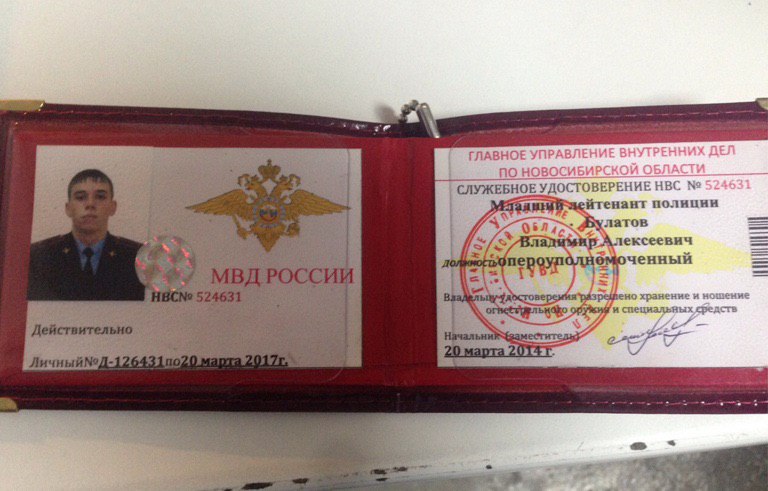 МВД РОССИИ
НВС№ 524631
Действительно
Личный№Д-126431по20 марта 2017г.
ГЛАВНОЕ УПРАВЛЕНИЕ ВНУТРЕННИХ ДЕЛ
ПО НОВОСИБИРСКОЙ ОБЛАСТИ
СЛУЖЕБНОЕ УДОСТОВЕРЕНИЕ НВС № 524631
Младший лейтенант полиции
Булатов
Владимир Алексеевич
должность опероуполномоченный
Владельцу удостоверения разрешено хранение и ношение
огнестрельного оружия и специальных средств
Начальник (заместитель)
20 марта 2014 г.
ГУВД